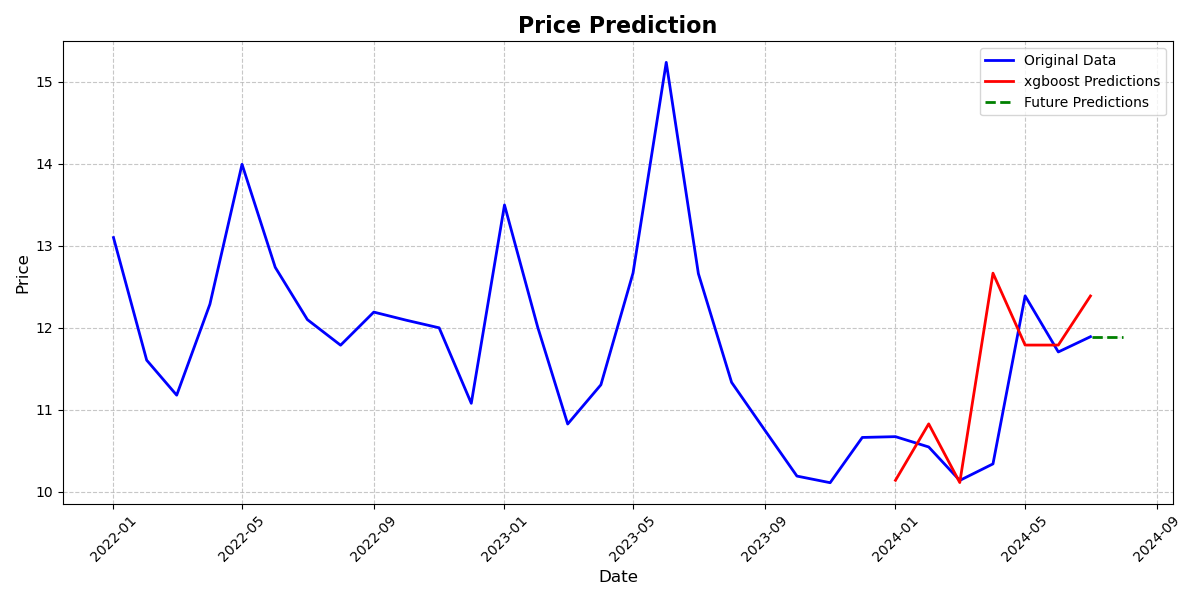 Price Prediction
Original Data
xgboost Predictions
Future Predictions
Price
15
14
13
12
11
10
2022-01
2022-05
2022-09
2023-01
2023-05
2023-09
2024-01
2024-05
2024-09
Date